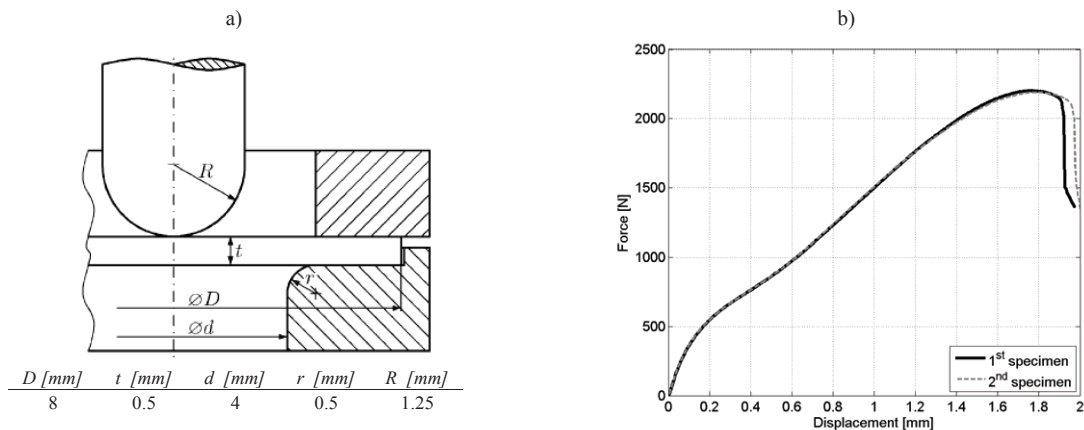 a)
R
t
r
⌀D
⌀d
D [mm] t [mm] d [mm] r [mm] R [mm]
8 0.5 4 0.5 1.25
b)
2500
2000
1500
1000
500
0
Force [N]
0 0.2 0.4 0.6 0.8 1 1.2 1.4 1.6 1.8 2
Displacement [mm]
1st specimen
2nd specimen